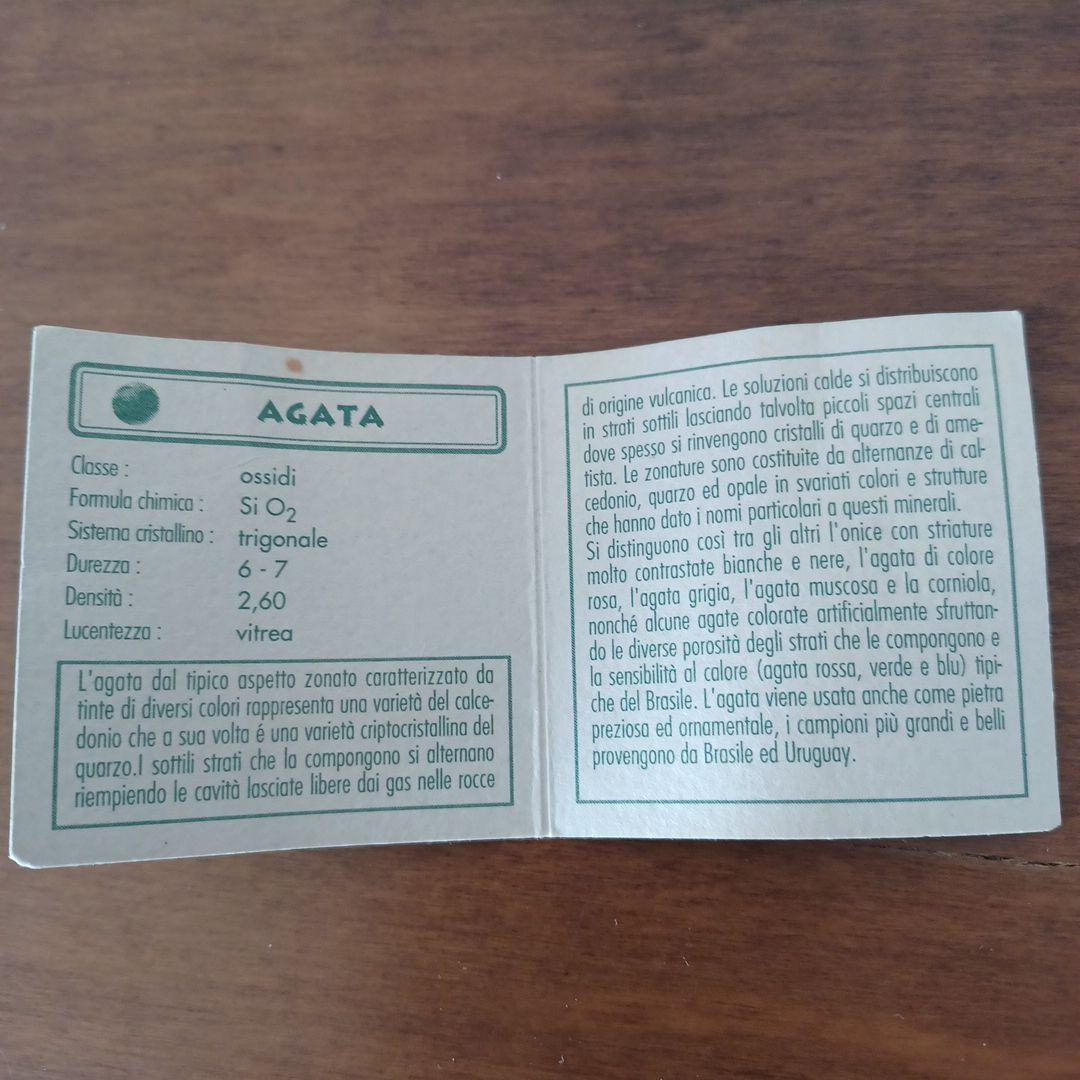 AGATA
Classe : ossidi
Formula chimica : Si O2
Sistema cristallino : trigonale
Durezza : 6 - 7
Densità : 2,60
Lucentezza : vitrea
L'agata dal tipico aspetto zonato caratterizzato da
tinte di diversi colori rappresenta una varietà del calce-
donio che a sua volta é una varietà criptocristallina del
quarzo.I sottili strati che la compongono si alternano
riempiendo le cavità lasciate libere dai gas nelle rocce
di origine vulcanica. Le soluzioni calde si distribuiscono
in strati sottili lasciando talvolta piccoli spazi centrali
dove spesso si rinvengono cristalli di quarzo e di ame-
tista. Le zonature sono costituite da alternanze di cal-
cedonio, quarzo ed opale in svariati colori e strutture
che hanno dato i nomi particolari a questi minerali.
Si distinguono così tra gli altri l'onice con striature
molto contrastate bianche e nere, l'agata di colore
rosa, l'agata grigia, l'agata muscosa e la corniola,
nonché alcune agate colorate artificialmente sfruttan-
do le diverse porosità degli strati che le compongono e
la sensibilità al calore (agata rossa, verde e blu) tipi-
che del Brasile. L'agata viene usata anche come pietra
preziosa ed ornamentale, i campioni più grandi e belli
provengono da Brasile ed Uruguay.